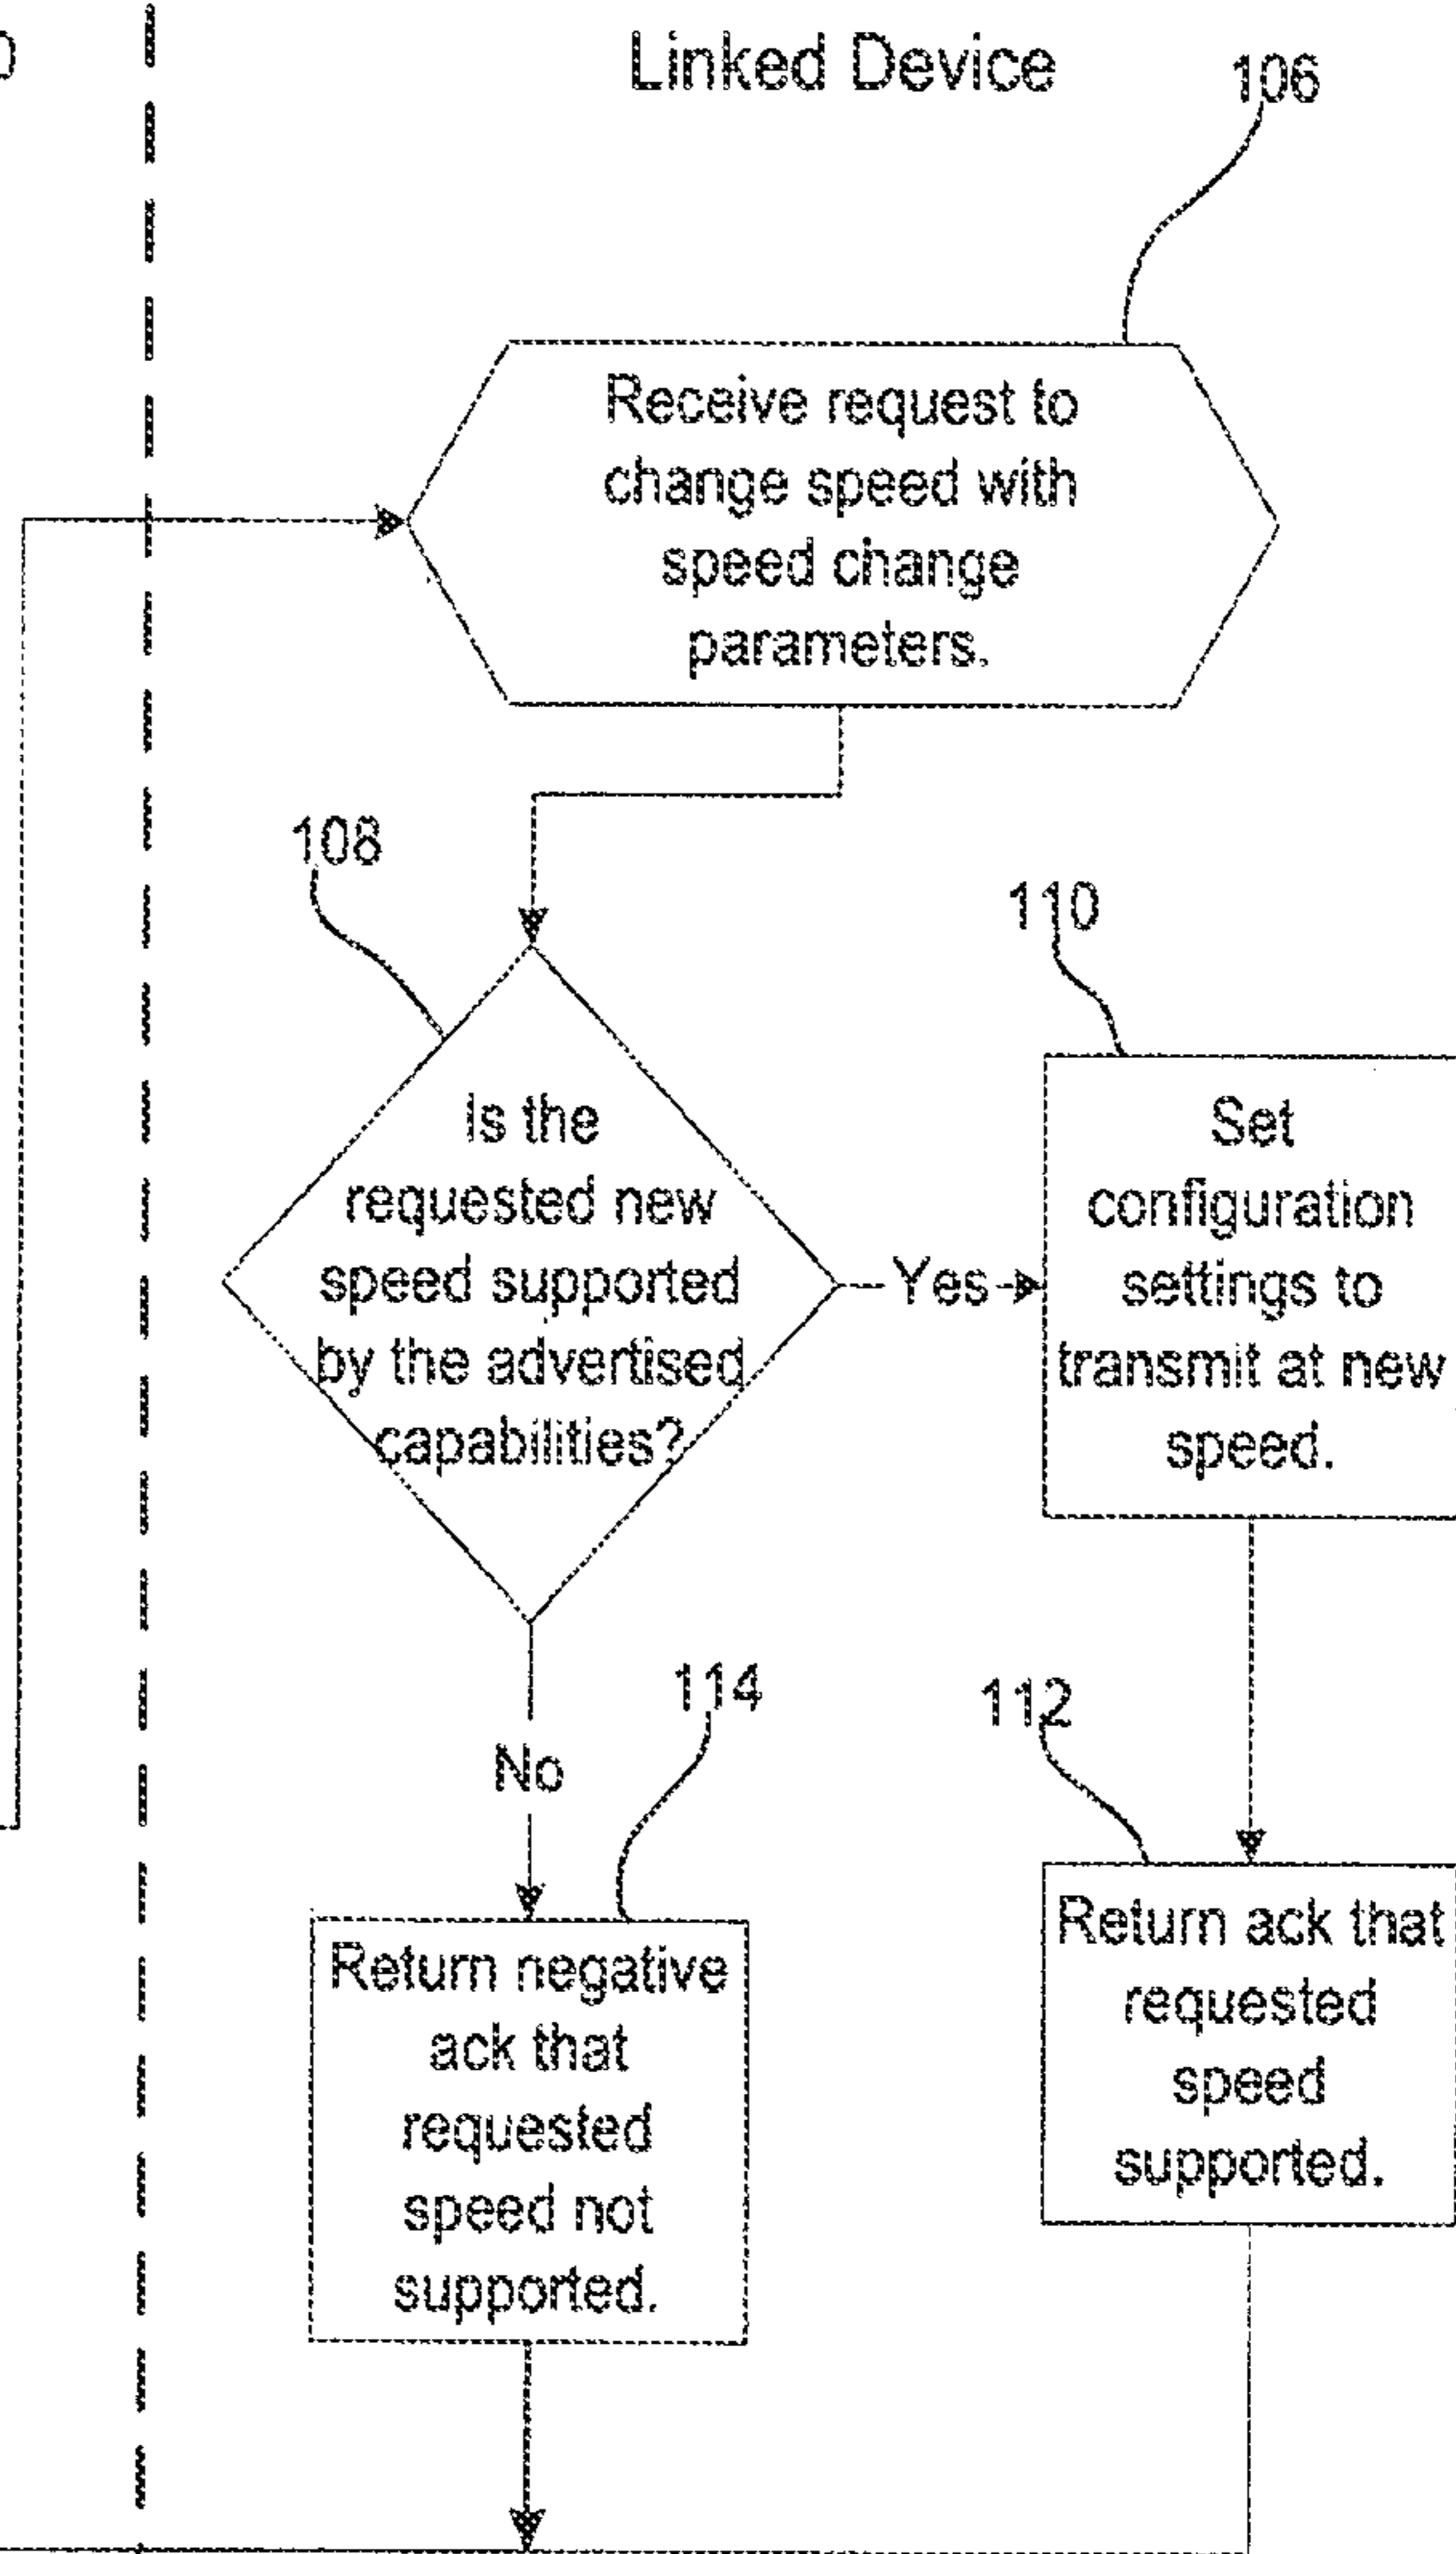 Linked Device
106
Receive request to
change speed with
speed change
parameters.
108
Is the
requested new
speed supported
by the advertised
capabilities?
Yes
110
Set
configuration
settings to
transmit at new
speed.
No
114
Return negative
ack that
requested
speed not
supported.
112
Return ack that
requested
speed
supported.